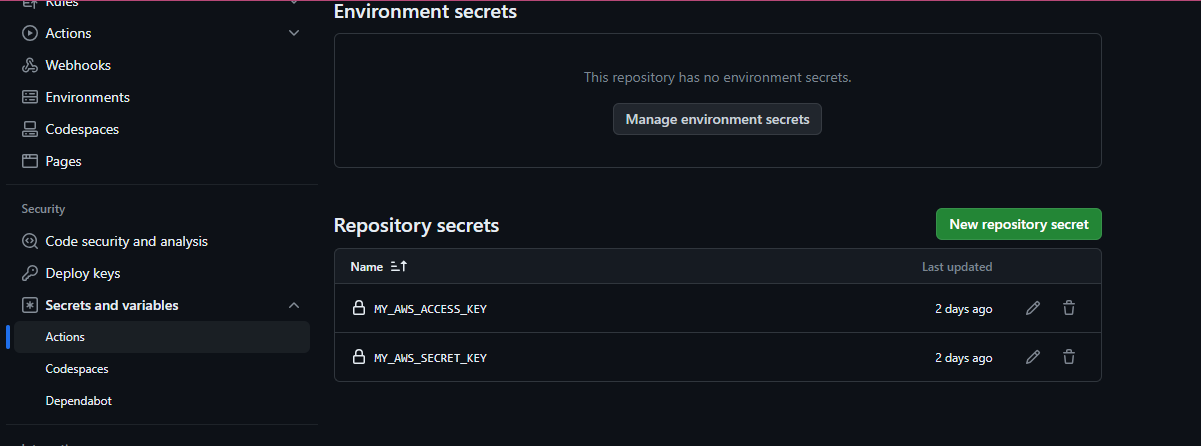 Rules
Actions
Webhooks
Environments
Codespaces
Pages
Security
Code security and analysis
Deploy keys
Secrets and variables
Actions
Codespaces
Dependabot
Environment secrets
This repository has no environment secrets.
Manage environment secrets
Repository secrets
New repository secret
Name
Last updated
MY_AWS_ACCESS_KEY
2 days ago
MY_AWS_SECRET_KEY
2 days ago